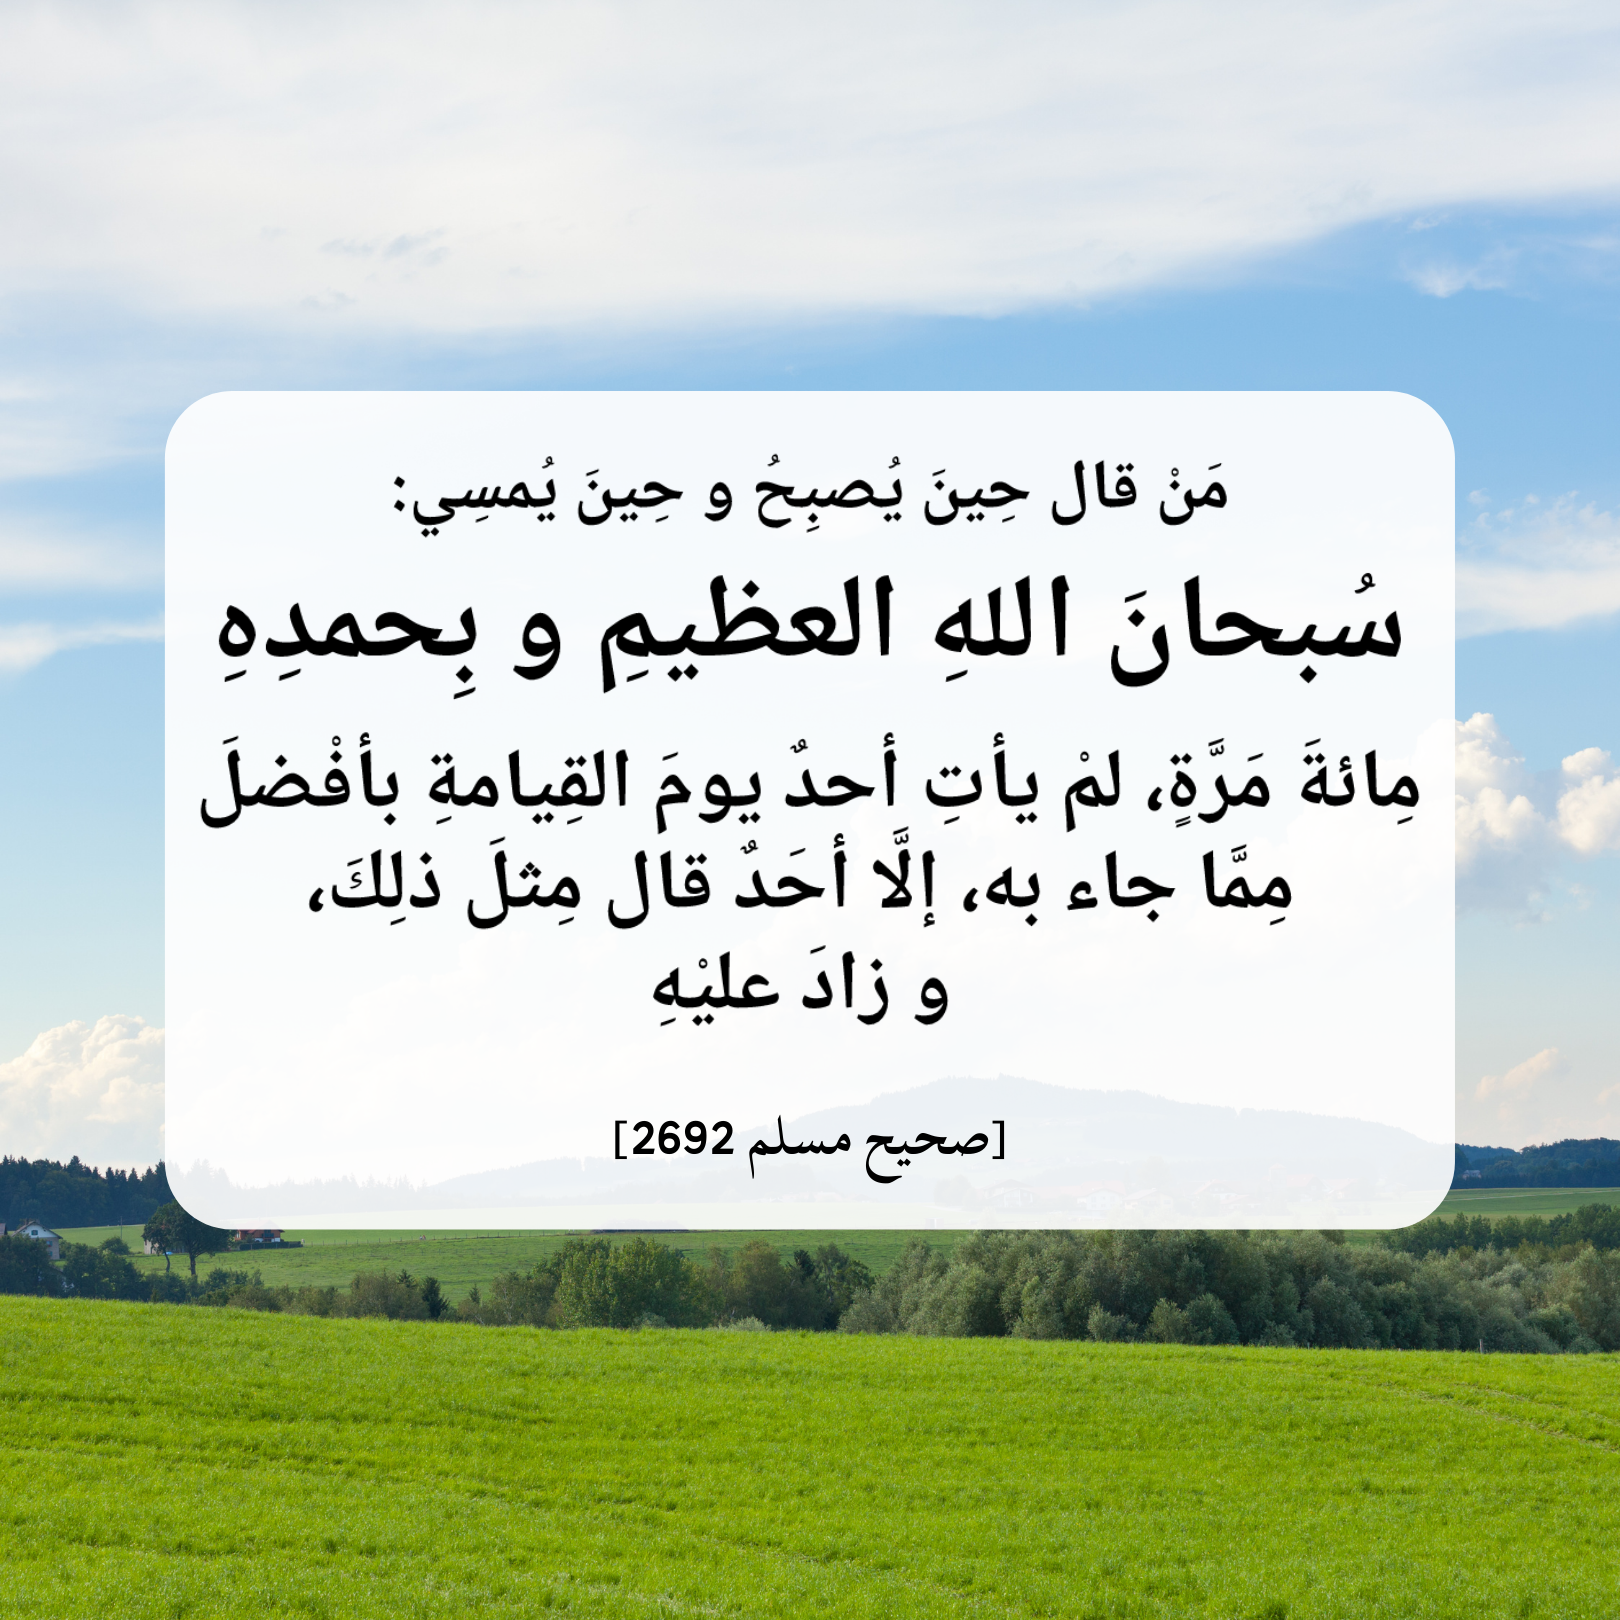 مَنْ قال حِينَ يُصبِحُ و حِينَ يُمسِي:
سُبحانَ اللهِ العظيمِ و بِحمدِهِ
مِائةَ مَرَّةٍ، لمْ يأتِ أحدٌ يومَ القِيامةِ بأفْضلَ
مِمَّا جاء به، إلَّا أحَدٌ قال مِثلَ ذلِكَ،
و زادَ عليْهِ
[صحيح مسلم 2692]